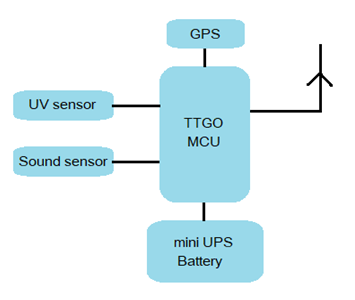 GPS
UV sensor
TTGO
MCU
Sound sensor
mini UPS
Battery